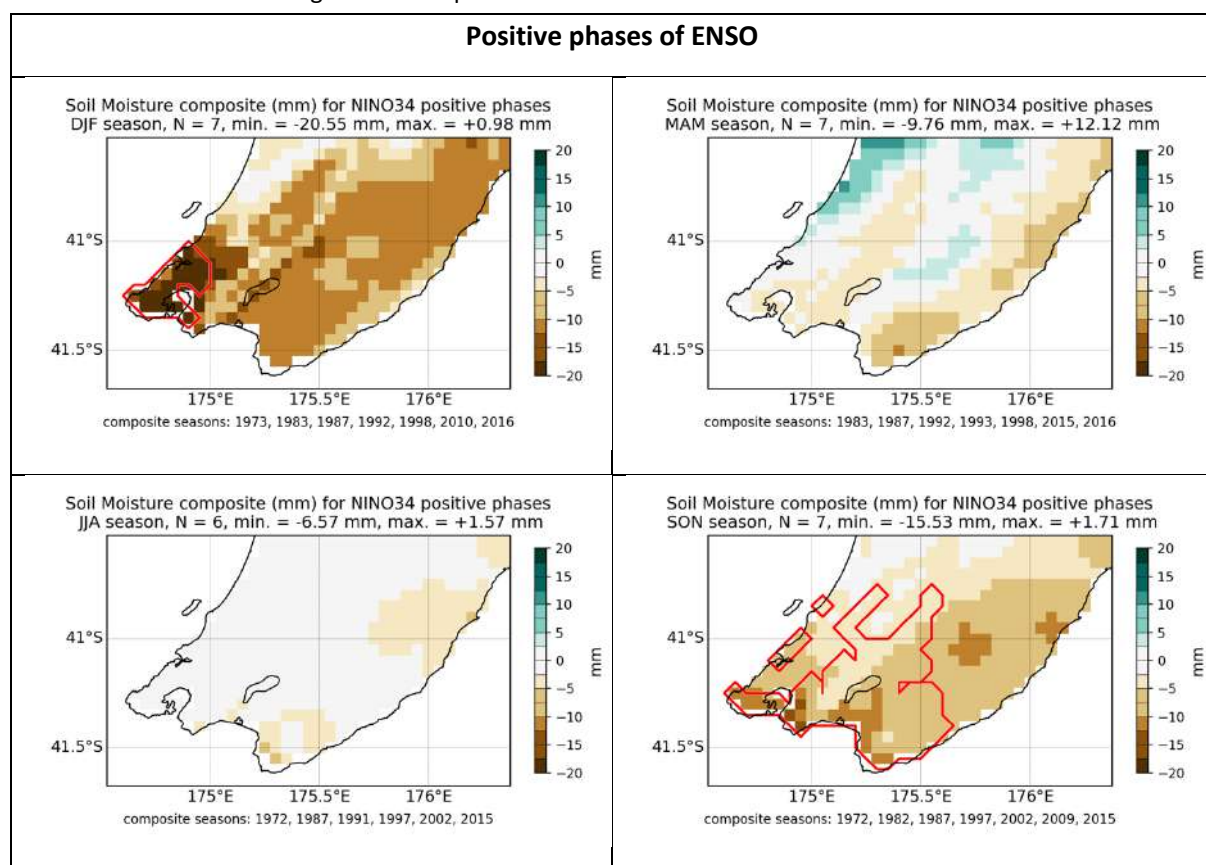 Positive phases of ENSO
Soil Moisture composite (mm) for NINO34 positive phases
DJF season, N = 7, min. = -20.55 mm, max. = +0.98 mm
41°S
41.5°S
175°E 175.5°E 176°E
20
15
10
5
0
−5
−10
−15
−20
mm
composite seasons: 1973, 1983, 1987, 1992, 1998, 2010, 2016
Soil Moisture composite (mm) for NINO34 positive phases
MAM season, N = 7, min. = -9.76 mm, max. = +12.12 mm
41°S
41.5°S
175°E 175.5°E 176°E
20
15
10
5
0
−5
−10
−15
−20
mm
composite seasons: 1983, 1987, 1992, 1993, 1998, 2015, 2016
Soil Moisture composite (mm) for NINO34 positive phases
JJA season, N = 6, min. = -6.57 mm, max. = +1.57 mm
41°S
41.5°S
175°E 175.5°E 176°E
20
15
10
5
0
−5
−10
−15
−20
mm
composite seasons: 1972, 1987, 1991, 1997, 2002, 2015
Soil Moisture composite (mm) for NINO34 positive phases
SON season, N = 7, min. = -15.53 mm, max. = +1.71 mm
41°S
41.5°S
175°E 175.5°E 176°E
20
15
10
5
0
−5
−10
−15
−20
mm
composite seasons: 1972, 1982, 1987, 1997, 2002, 2009, 2015